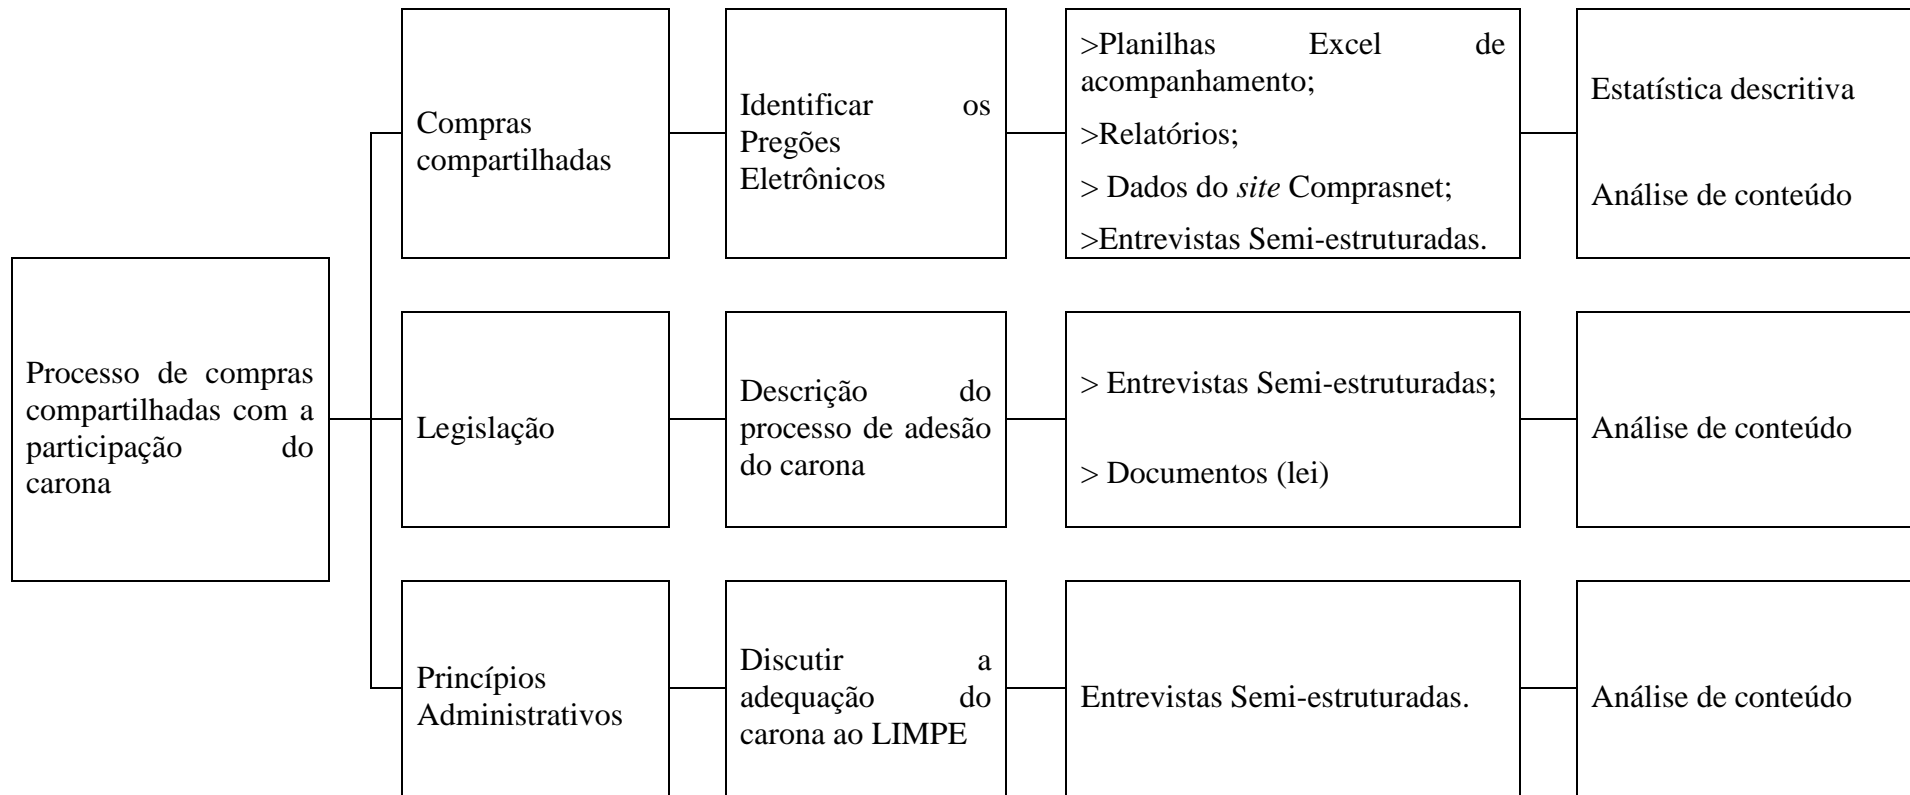 Processo de compras
compartilhadas com a
participação do
carona
Compras
compartilhadas
Identificar os
Pregões
Eletrônicos
>Planilhas Excel de
acompanhamento;
>Relatórios;
> Dados do site Comprasnet;
>Entrevistas Semi-estruturadas.
Estatística descritiva
Análise de conteúdo
Legislação
Descrição do
processo de adesão
do carona
> Entrevistas Semi-estruturadas;
> Documentos (lei)
Análise de conteúdo
Princípios
Administrativos
Discutir a
adequação do
carona ao LIMPE
Entrevistas Semi-estruturadas.
Análise de conteúdo